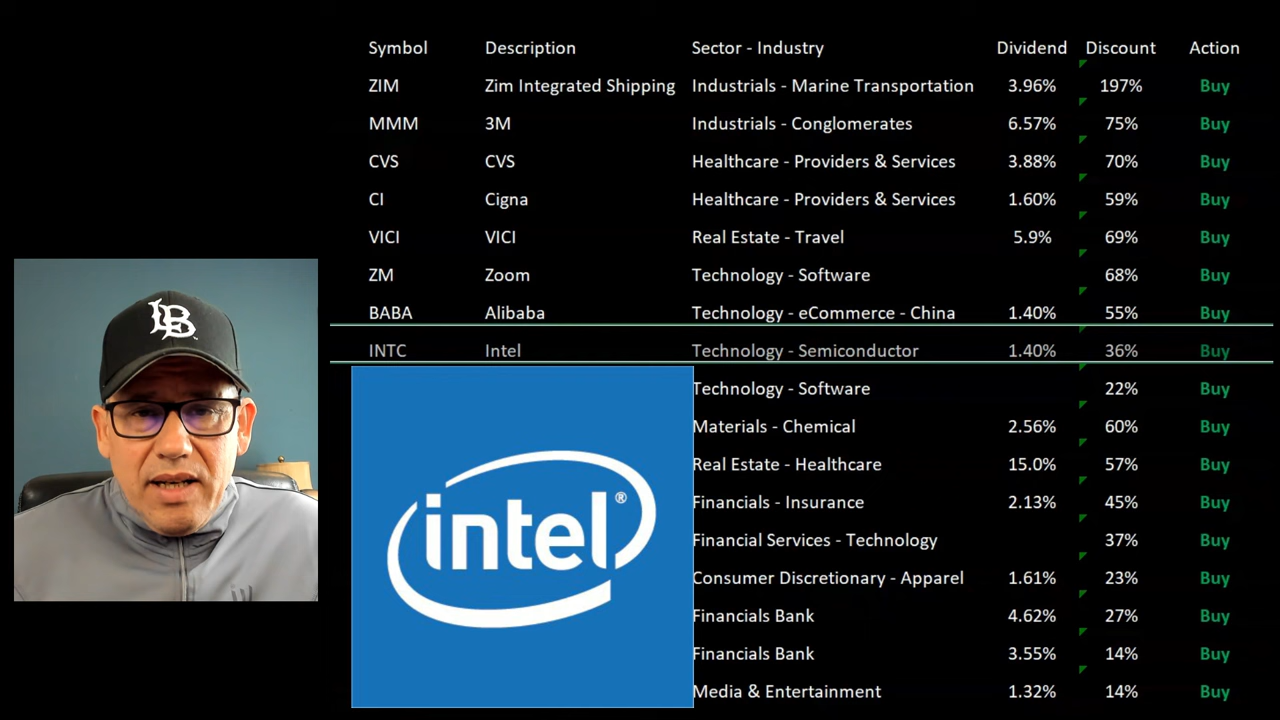 Symbol Description Sector - Industry Dividend Discount Action
ZIM Zim Integrated Shipping Industrials - Marine Transportation 3.96% 197% Buy
MMM 3M Industrials - Conglomerates 6.57% 75% Buy
CVS CVS Healthcare - Providers & Services 3.88% 70% Buy
CI Cigna Healthcare - Providers & Services 1.60% 59% Buy
VICI VICI Real Estate - Travel 5.9% 69% Buy
ZM Zoom Technology - Software 68% Buy
BABA Alibaba Technology - eCommerce - China 1.40% 55% Buy
INTC Intel Technology - Semiconductor 1.40% 36% Buy
Technology - Software 22% Buy
Materials - Chemical 2.56% 60% Buy
Real Estate - Healthcare 15.0% 57% Buy
Financials - Insurance 2.13% 45% Buy
Financial Services - Technology 37% Buy
Consumer Discretionary - Apparel 1.61% 23% Buy
Financials Bank 4.62% 27% Buy
Financials Bank 3.55% 14% Buy
Media & Entertainment 1.32% 14% Buy
LB
intel®